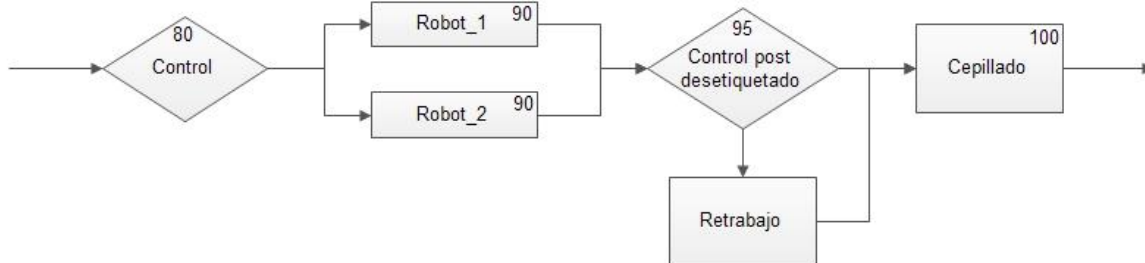 80
Control
Robot_1
90
Robot_2
90
95
Control post
desetiquetado
Retrabajo
100
Cepillado